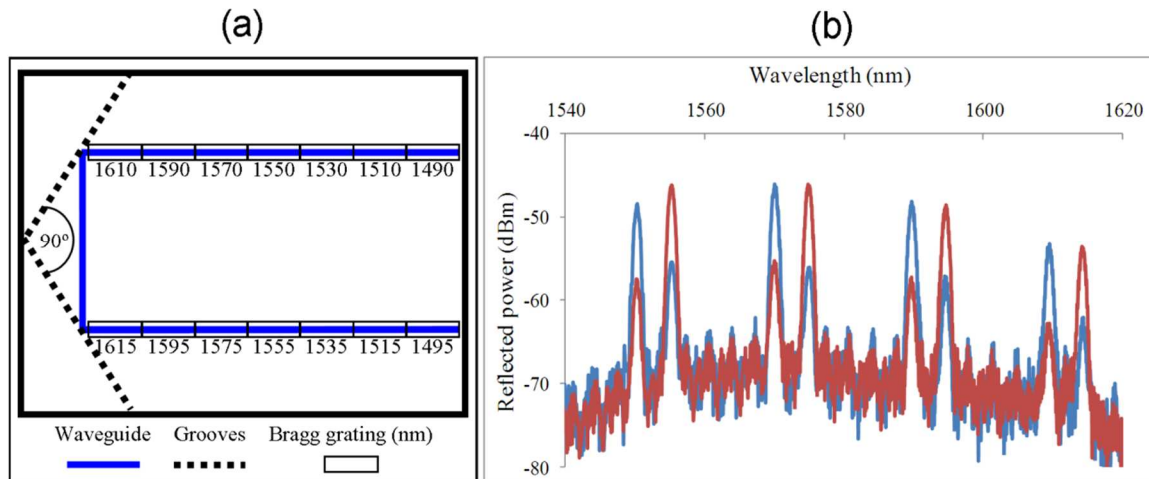 (a) (b)
1610 1590 1570 1550 1530 1510 1490
90º
1615 1595 1575 1555 1535 1515 1495
Waveguide Grooves Bragg grating (nm)
Wavelength (nm)
1540 1560 1580 1600 1620
Reflected power (dBm)
-40
-50
-60
-70
-80